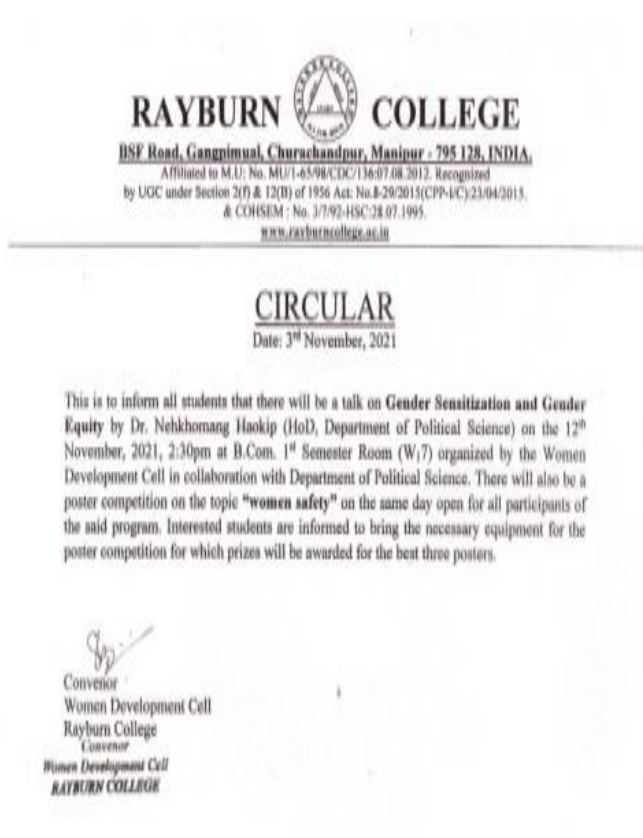 RAYBURN COLLEGE
BSF Road, Gangpimual, Churachandpur, Manipur - 795 128, INDIA.
Affiliated to M.U; No. MU/1-65/98/CDC/136:07.08.2012. Recognized
by UGC under Section 2(f) & 12(B) of 1956 Act: No.8-29/2015(CPP-I/C):23/04/2015.
& COHSEM : No. 3/7/92-HSC:28.07.1995.
www.rayburncollege.ac.in
CIRCULAR
Date: 3rd November, 2021
This is to inform all students that there will be a talk on Gender Sensitization and Gender
Equity by Dr. Nehkhomang Haokip (HoD, Department of Political Science) on the 12th
November, 2021, 2:30pm at B.Com. 1st Semester Room (W.7) organized by the Women
Development Cell in collaboration with Department of Political Science. There will also be a
poster competition on the topic "women safety" on the same day open for all participants of
the said program. Interested students are informed to bring the necessary equipment for the
poster competition for which prizes will be awarded for the best three posters.
Convenor
Women Development Cell
Rayburn College
Convenor
Women Development Cell
RAYBURN COLLEGE